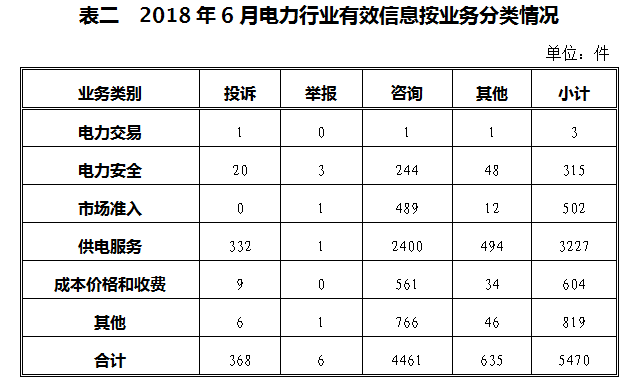 表二 2018 年 6 月电力行业有效信息按业务分类情况
单位：件
业务类别 投诉 举报 咨询 其他 小计
电力交易 1 0 1 1 3
电力安全 20 3 244 48 315
市场准入 0 1 489 12 502
供电服务 332 1 2400 494 3227
成本价格和收费 9 0 561 34 604
其他 6 1 766 46 819
合计 368 6 4461 635 5470